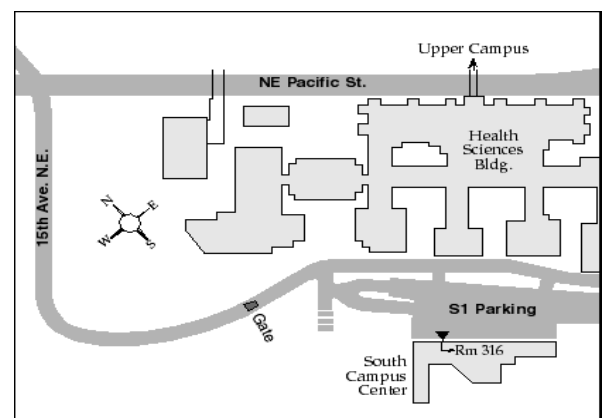 Upper Campus
NE Pacific St.
Health
Sciences
Bldg.
15th Ave. N.E.
N
E
W
S
S1 Parking
Gate
Rm 316
South
Campus
Center